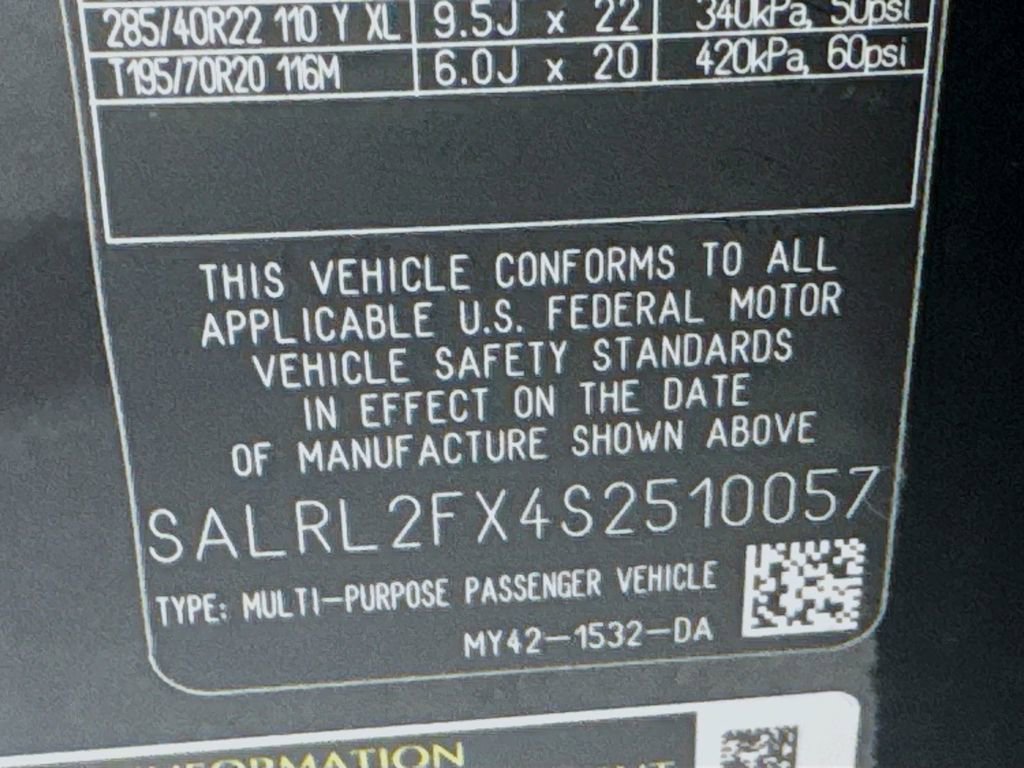 285/40R22 110 Y XL 9.5J x 22 340kPa, 50psi
T195/70R20 116M 6.0J x 20 420kPa, 60psi
THIS VEHICLE CONFORMS TO ALL
APPLICABLE U.S. FEDERAL MOTOR
VEHICLE SAFETY STANDARDS
IN EFFECT ON THE DATE
OF MANUFACTURE SHOWN ABOVE
SALRL2FX4S2510057
TYPE: MULTI-PURPOSE PASSENGER VEHICLE
MY42-1532-DA